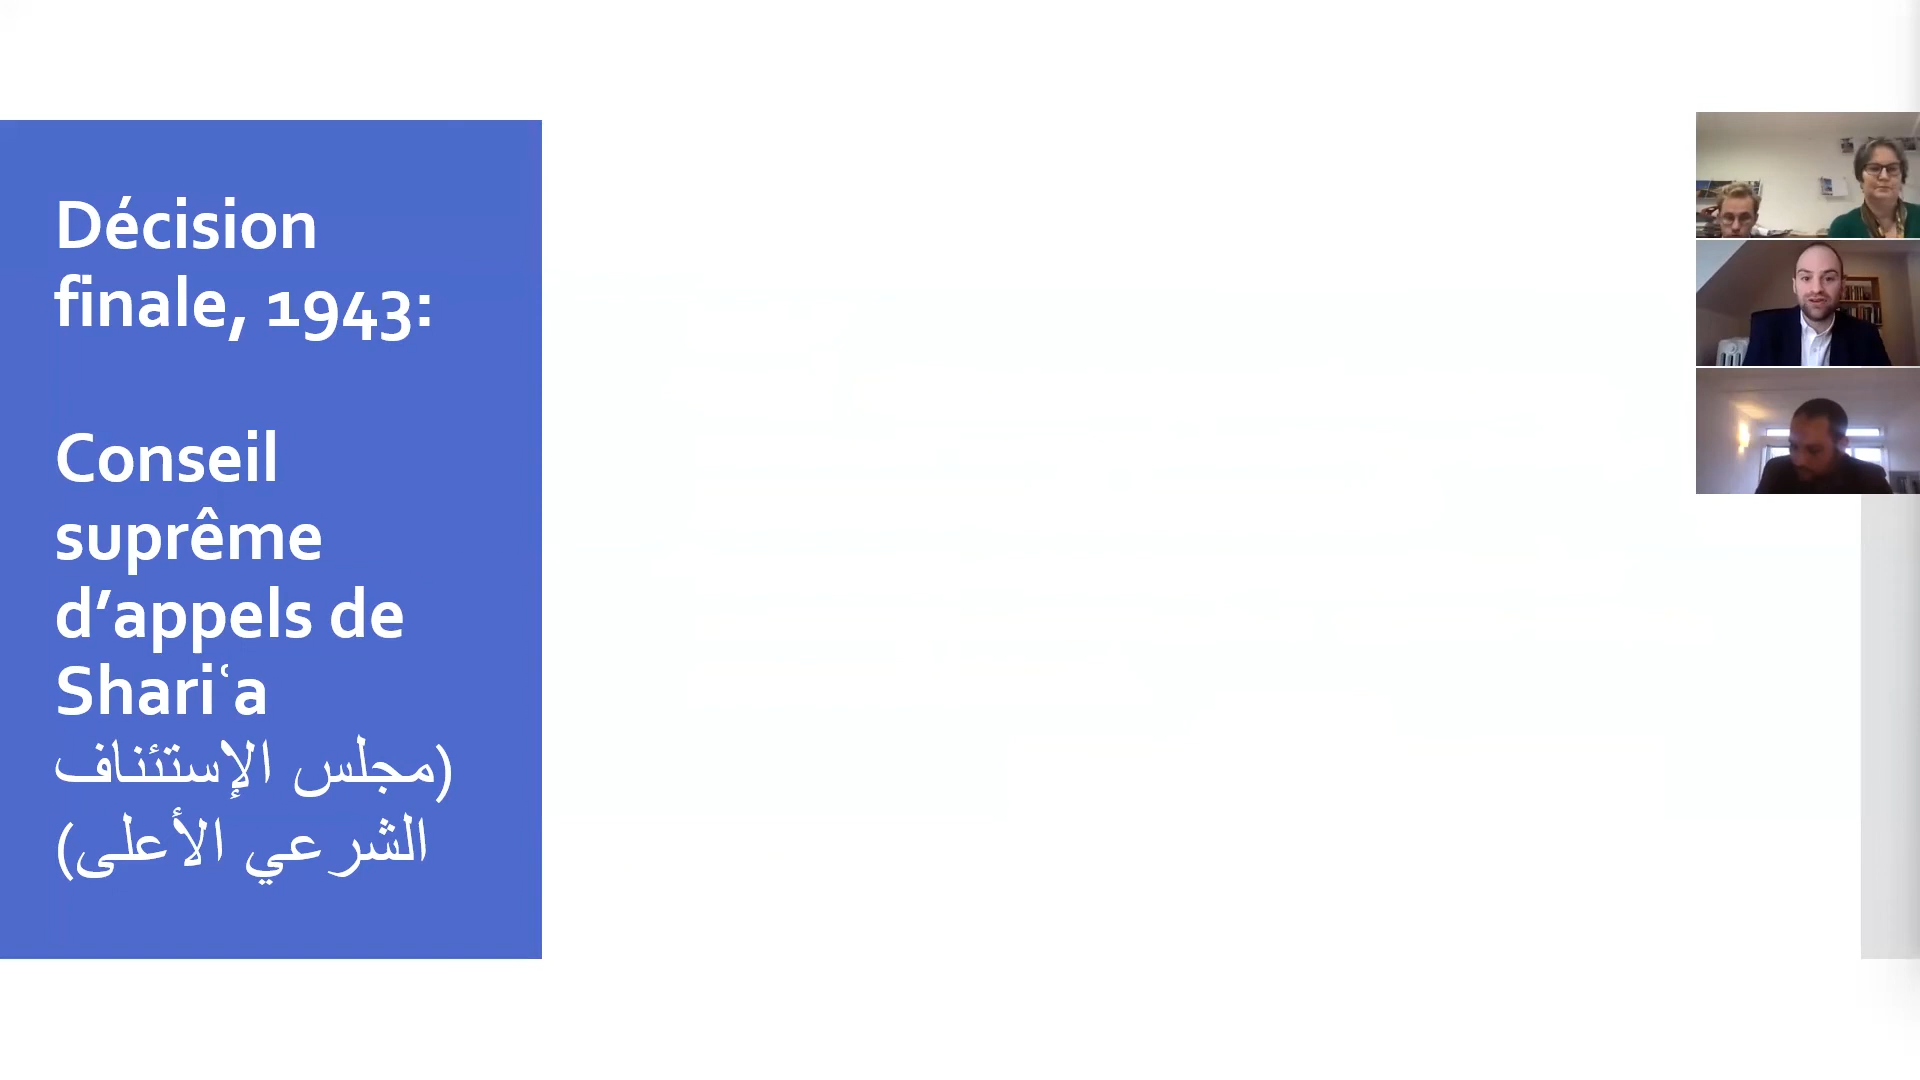 Décision
finale, 1943:
Conseil
suprême
d’appels de
Shariʿa
(مجلس الإستئناف
الشرعي الأعلى)